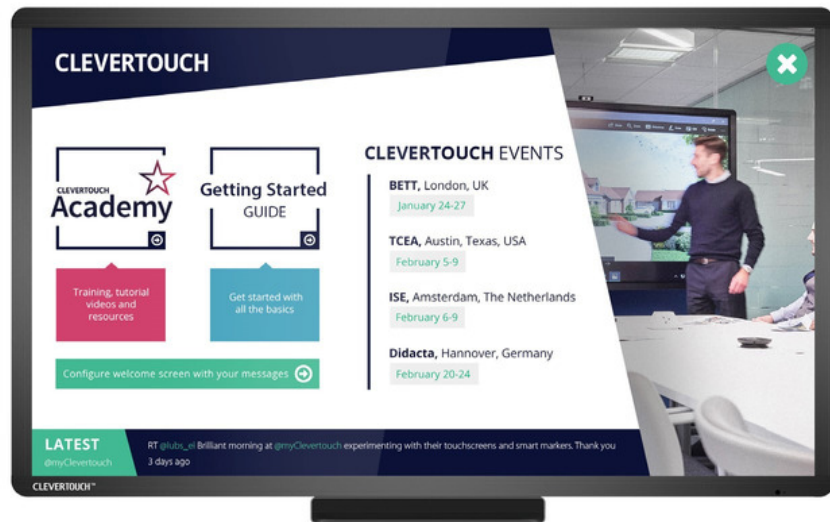 CLEVERTOUCH
CLEVERTOUCH
Academy
Getting Started
GUIDE
Training, tutorial
videos and
resources
Get started with
all the basics
Configure welcome screen with your messages
CLEVERTOUCH EVENTS
BETT, London, UK
January 24-27
TCEA, Austin, Texas, USA
February 5-9
ISE, Amsterdam, The Netherlands
February 6-9
Didacta, Hannover, Germany
February 20-24
LATEST
@myClevertouch
RT @lubs_ei Brilliant morning at @myClevertouch experimenting with their touchscreens and smart markers. Thank you
3 days ago
CLEVERTOUCH™